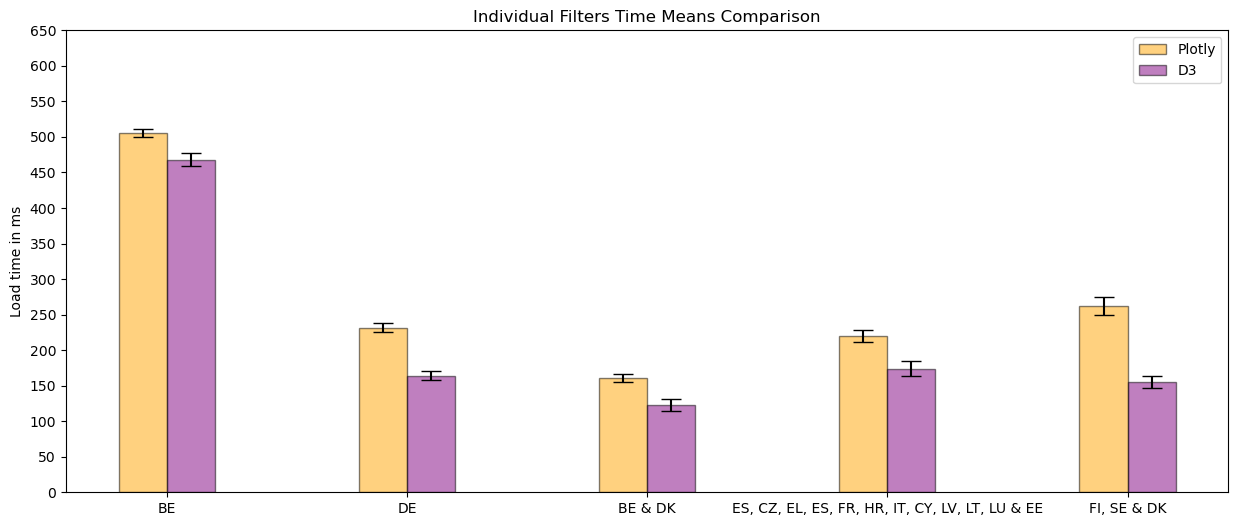 Individual Filters Time Means Comparison
650
600
550
500
450
400
350
300
250
200
150
100
50
0
Load time in ms
Plotly
D3
BE
DE
BE & DK
ES, CZ, EL, ES, FR, HR, IT, CY, LV, LT, LU & EE
FI, SE & DK